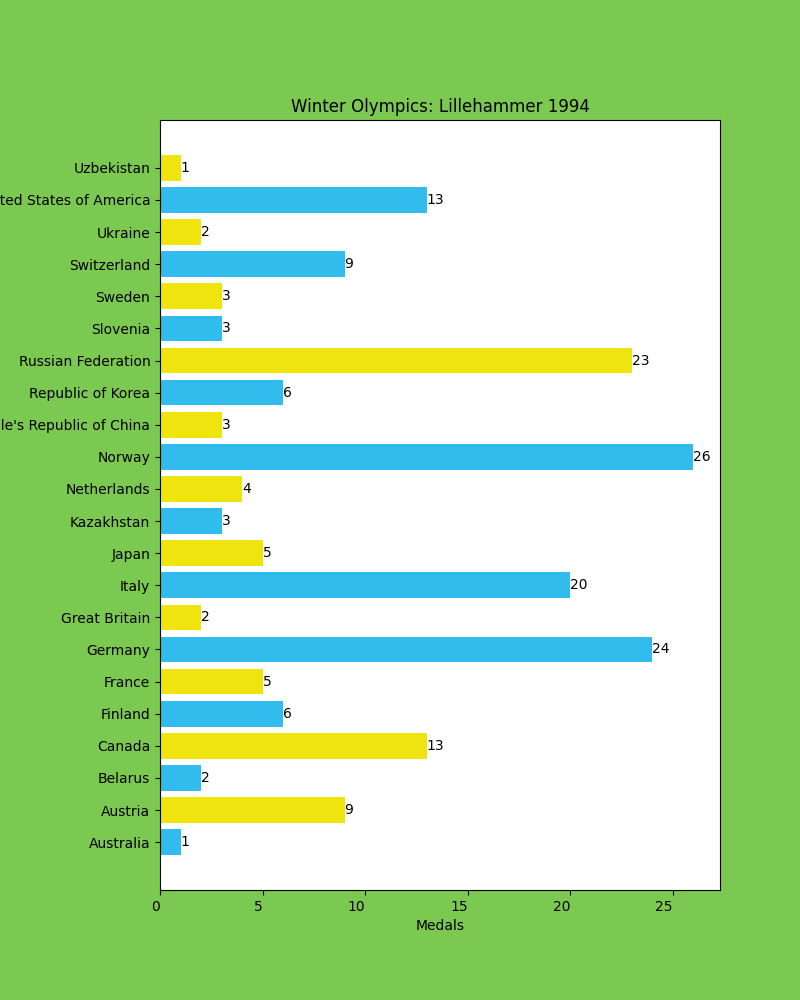 Winter Olympics: Lillehammer 1994
Uzbekistan 1
ted States of America 13
Ukraine 2
Switzerland 9
Sweden 3
Slovenia 3
Russian Federation 23
Republic of Korea 6
le's Republic of China 3
Norway 26
Netherlands 4
Kazakhstan 3
Japan 5
Italy 20
Great Britain 2
Germany 24
France 5
Finland 6
Canada 13
Belarus 2
Austria 9
Australia 1
0 5 10 15 20 25
Medals